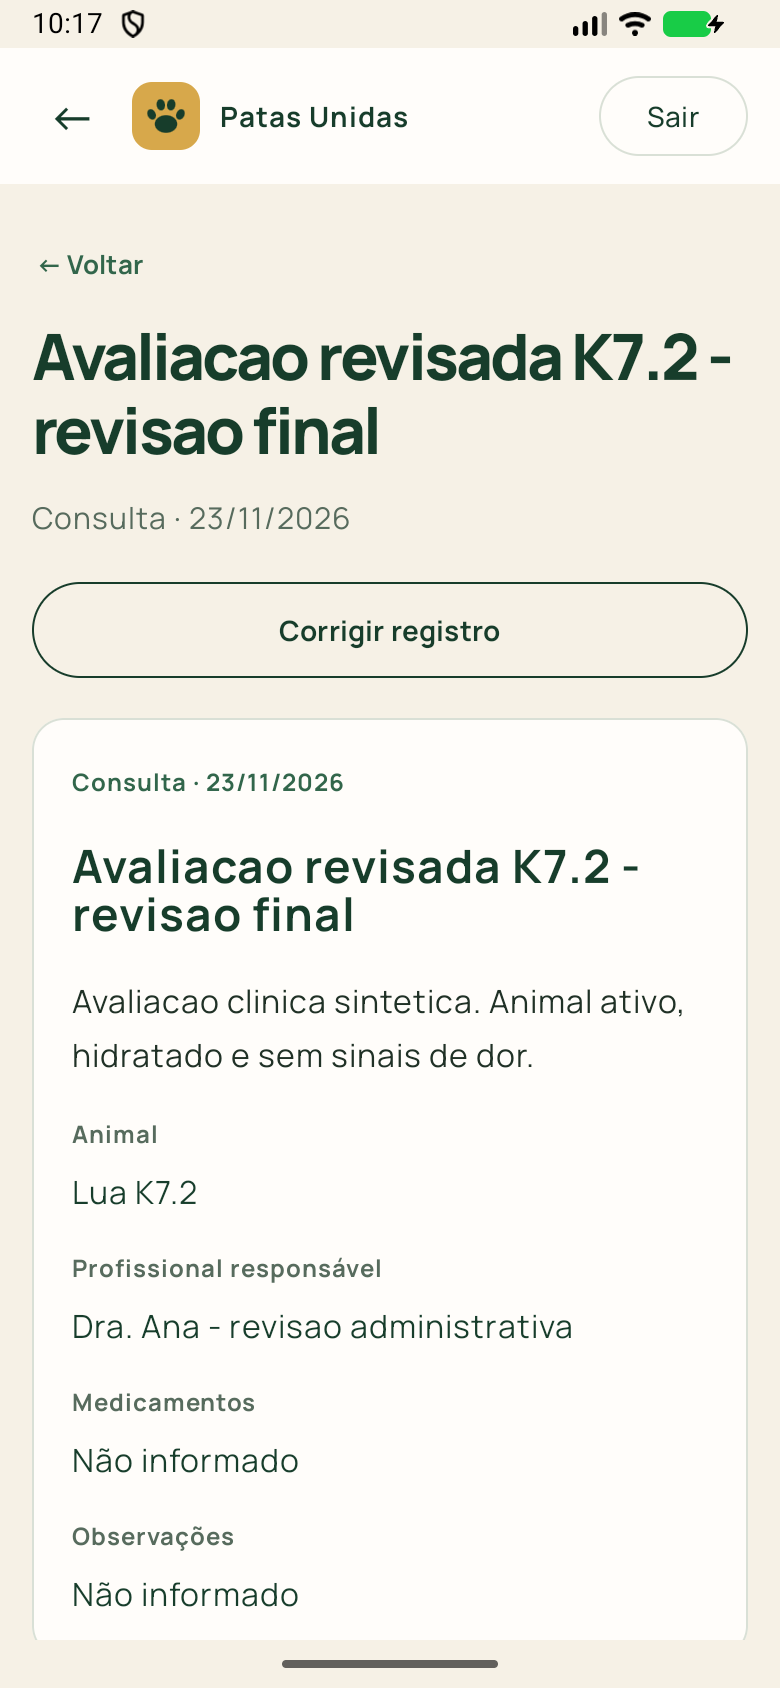 10:17
← Patas Unidas Sair
← Voltar
Avaliacao revisada K7.2 -
revisao final
Consulta · 23/11/2026
Corrigir registro
Consulta · 23/11/2026
Avaliacao revisada K7.2 -
revisao final
Avaliacao clinica sintetica. Animal ativo,
hidratado e sem sinais de dor.
Animal
Lua K7.2
Profissional responsável
Dra. Ana - revisao administrativa
Medicamentos
Não informado
Observações
Não informado